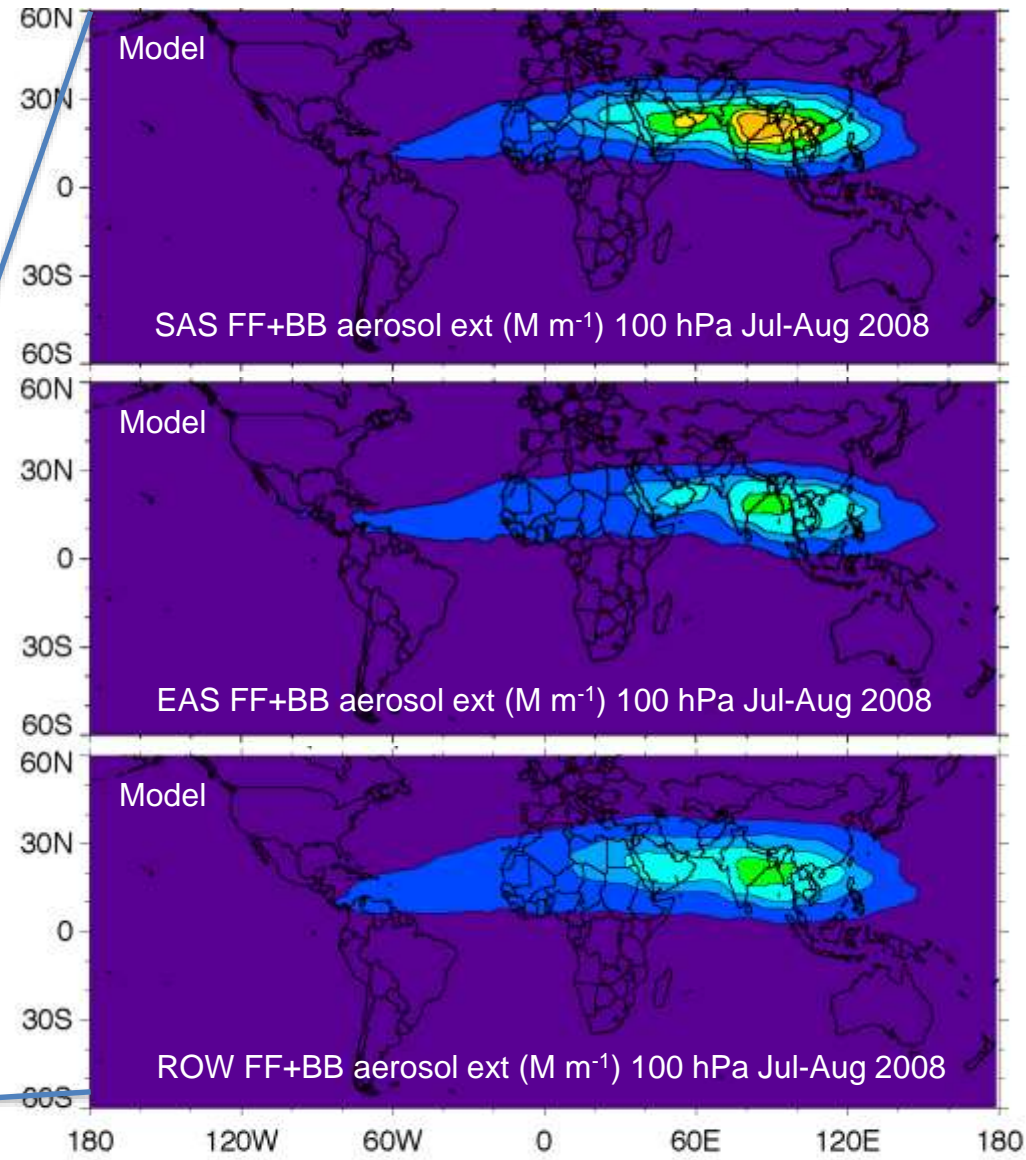 60N
Model
30N
0
30S
SAS FF+BB aerosol ext (M m⁻¹) 100 hPa Jul-Aug 2008
60S
60N
Model
30N
0
30S
EAS FF+BB aerosol ext (M m⁻¹) 100 hPa Jul-Aug 2008
60S
60N
Model
30N
0
30S
ROW FF+BB aerosol ext (M m⁻¹) 100 hPa Jul-Aug 2008
60S
180 120W 60W 0 60E 120E 180